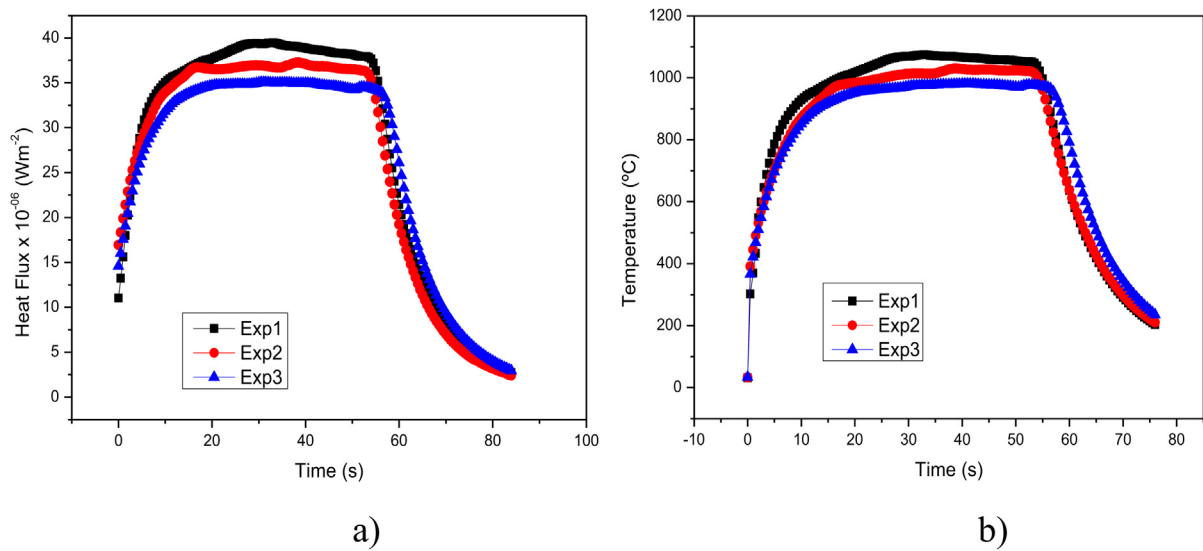 40
35
30
25
20
15
10
5
0
Heat Flux x 10⁻⁰⁶ (Wm⁻²)
Exp1
Exp2
Exp3
0 20 40 60 80 100
Time (s)
a)
1200
1000
800
600
400
200
0
Temperature (ºC)
Exp1
Exp2
Exp3
-10 0 10 20 30 40 50 60 70 80
Time (s)
b)